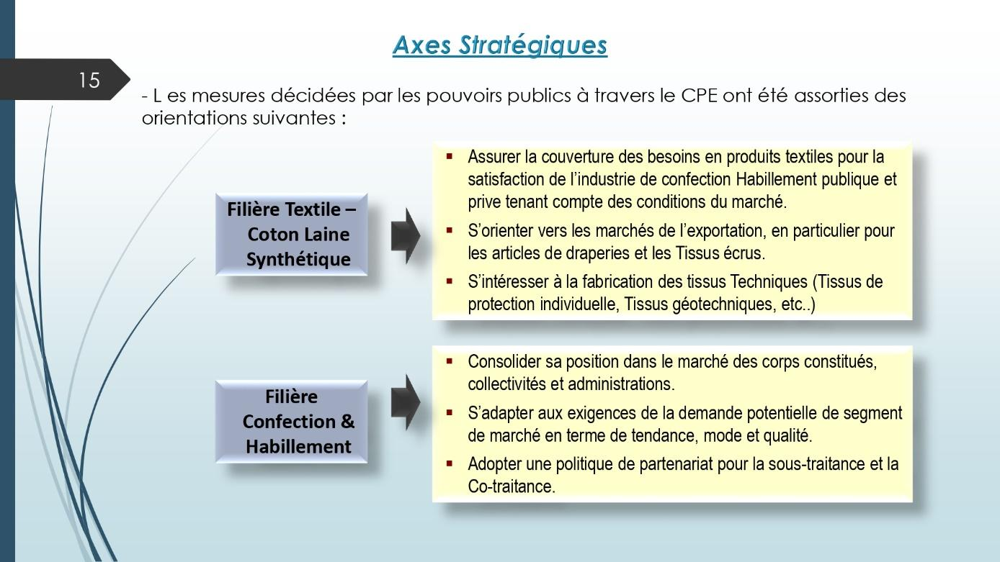 Axes Stratégiques
15
- L es mesures décidées par les pouvoirs publics à travers le CPE ont été assorties des
orientations suivantes :
Filière Textile –
Coton Laine
Synthétique
▪ Assurer la couverture des besoins en produits textiles pour la
satisfaction de l’industrie de confection Habillement publique et
prive tenant compte des conditions du marché.
▪ S’orienter vers les marchés de l’exportation, en particulier pour
les articles de draperies et les Tissus écrus.
▪ S’intéresser à la fabrication des tissus Techniques (Tissus de
protection individuelle, Tissus géotechniques, etc..)
Filière
Confection &
Habillement
▪ Consolider sa position dans le marché des corps constitués,
collectivités et administrations.
▪ S’adapter aux exigences de la demande potentielle de segment
de marché en terme de tendance, mode et qualité.
▪ Adopter une politique de partenariat pour la sous-traitance et la
Co-traitance.